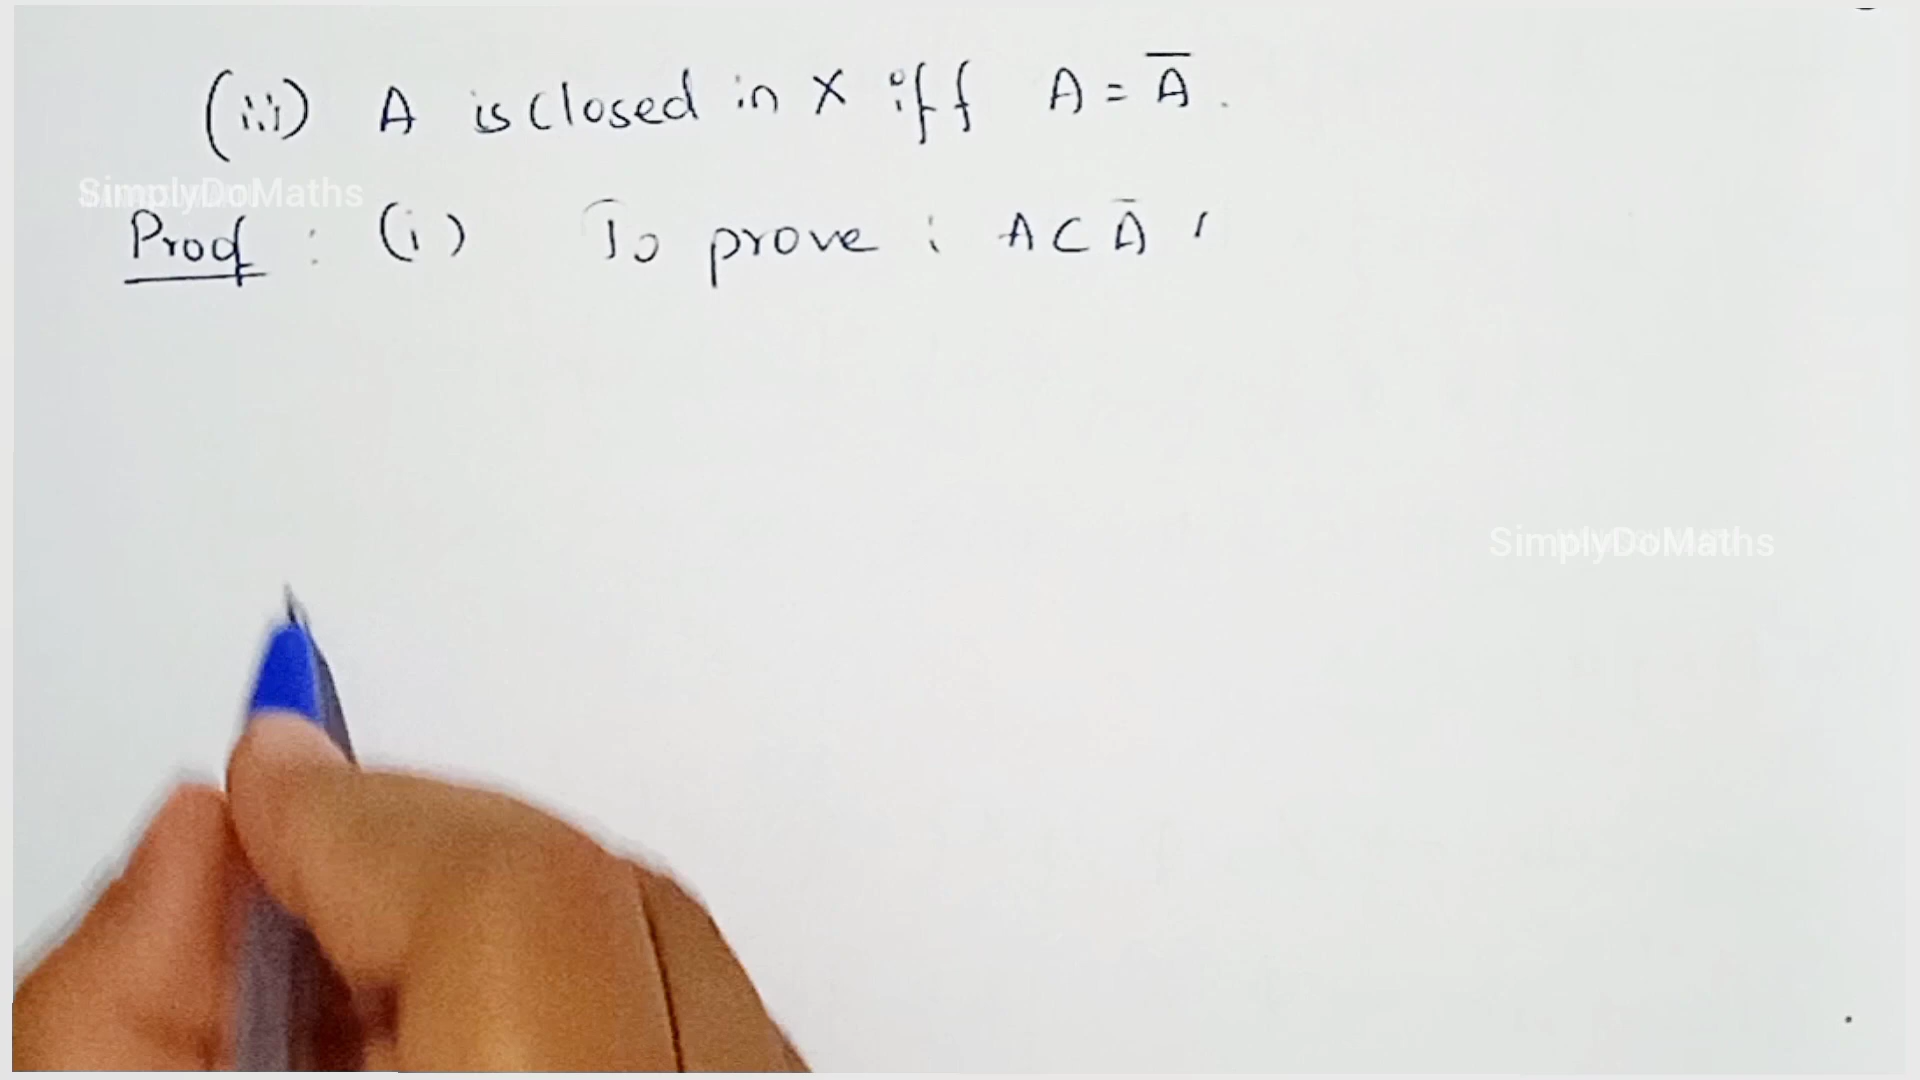 (iii) A is closed in X iff A = A̅.
SimplyDoMaths
Proof : (i) To prove : A ⊂ A̅
SimplyDoMaths